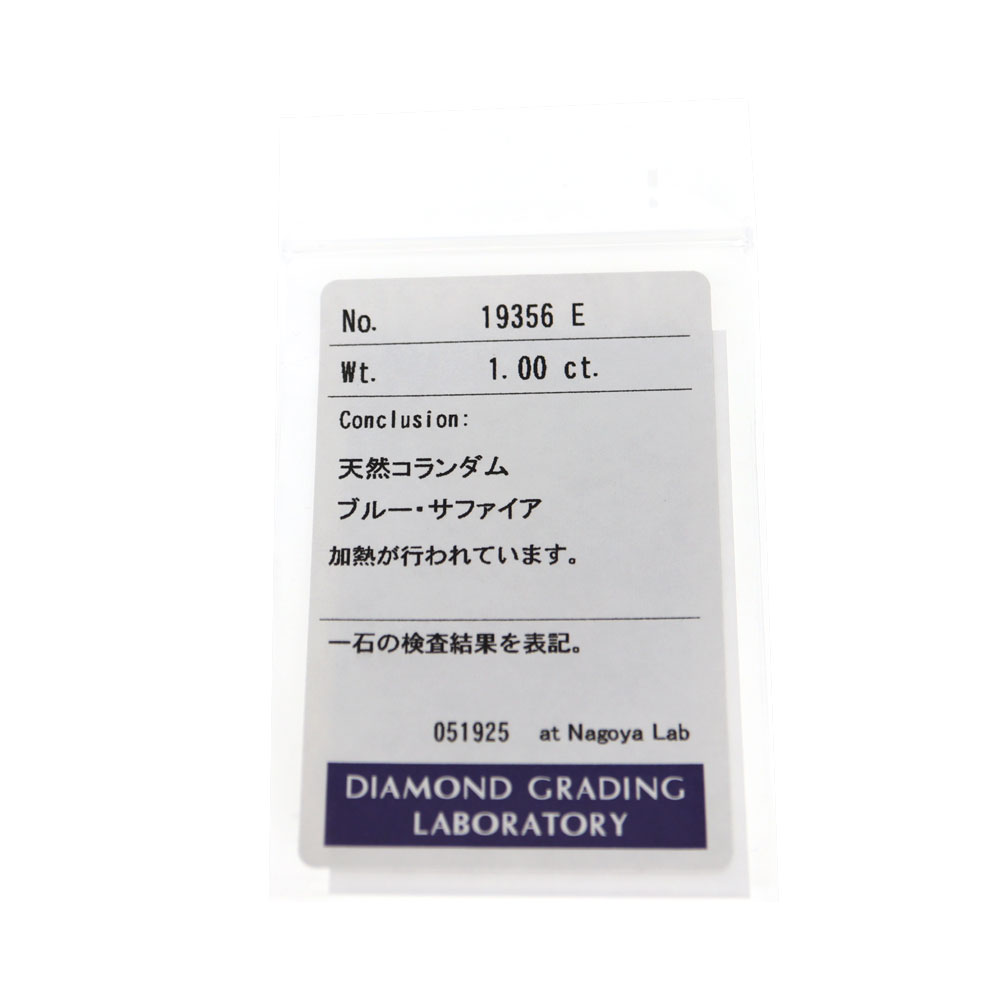 No. 19356 E
Wt. 1.00 ct.
Conclusion:
天然コランダム
ブルー・サファイア
加熱が行われています。
一石の検査結果を表記。
051925 at Nagoya Lab
DIAMOND GRADING
LABORATORY